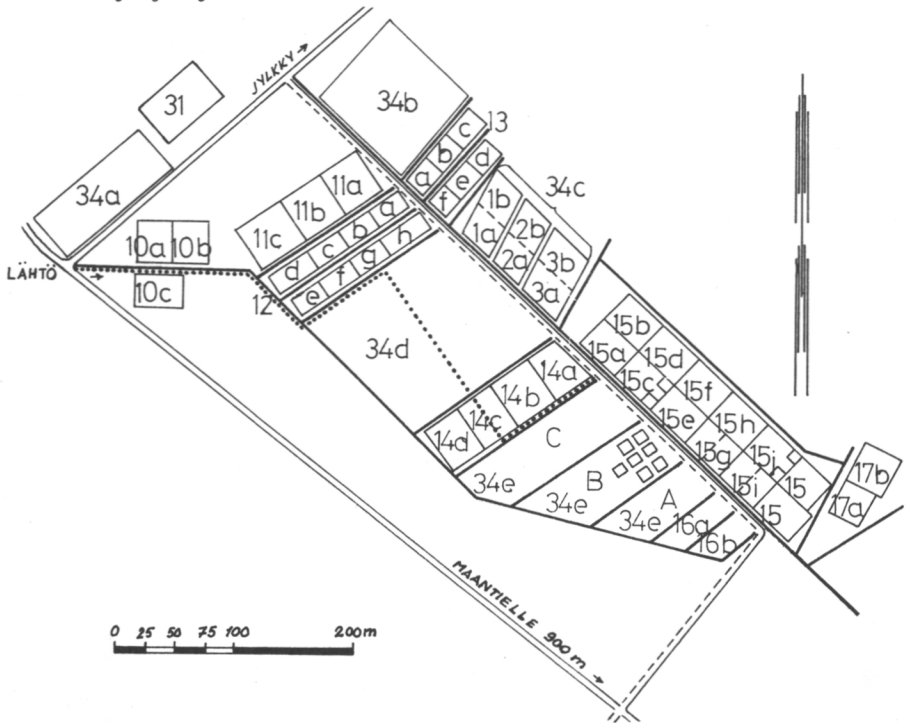 JYLKKY →
31
34b
34a
c
13
b
d
a
e
f
34c
11a
11b
11c
1b
1a
2b
2a
3b
3a
10a
10b
a
b
c
d
LÄHTÖ →
10c
12
h
g
f
e
34d
15b
15a
15d
15c
15f
15e
15h
15g
15j
15i
15
15
17b
17a
14a
14b
14c
14d
C
B
A
34e
34e
34e
16a
16b
MAANTIELLE 900 m →
0 25 50 75 100 200m